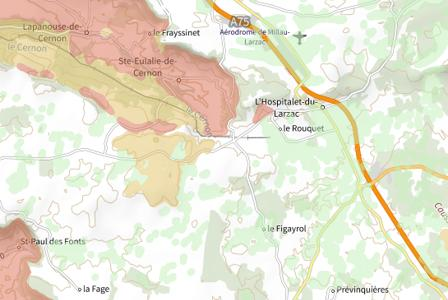 Lapanouse-de-
Cernon
le Cernon
le Frayssinet
A75
Aérodrome de Millau-
Larzac
Ste-Eulalie-de-
Cernon
L'Hospitalet-du-
Larzac
le Rouquet
le Figayrol
St-Paul des Fonts
la Fage
Prévinquières